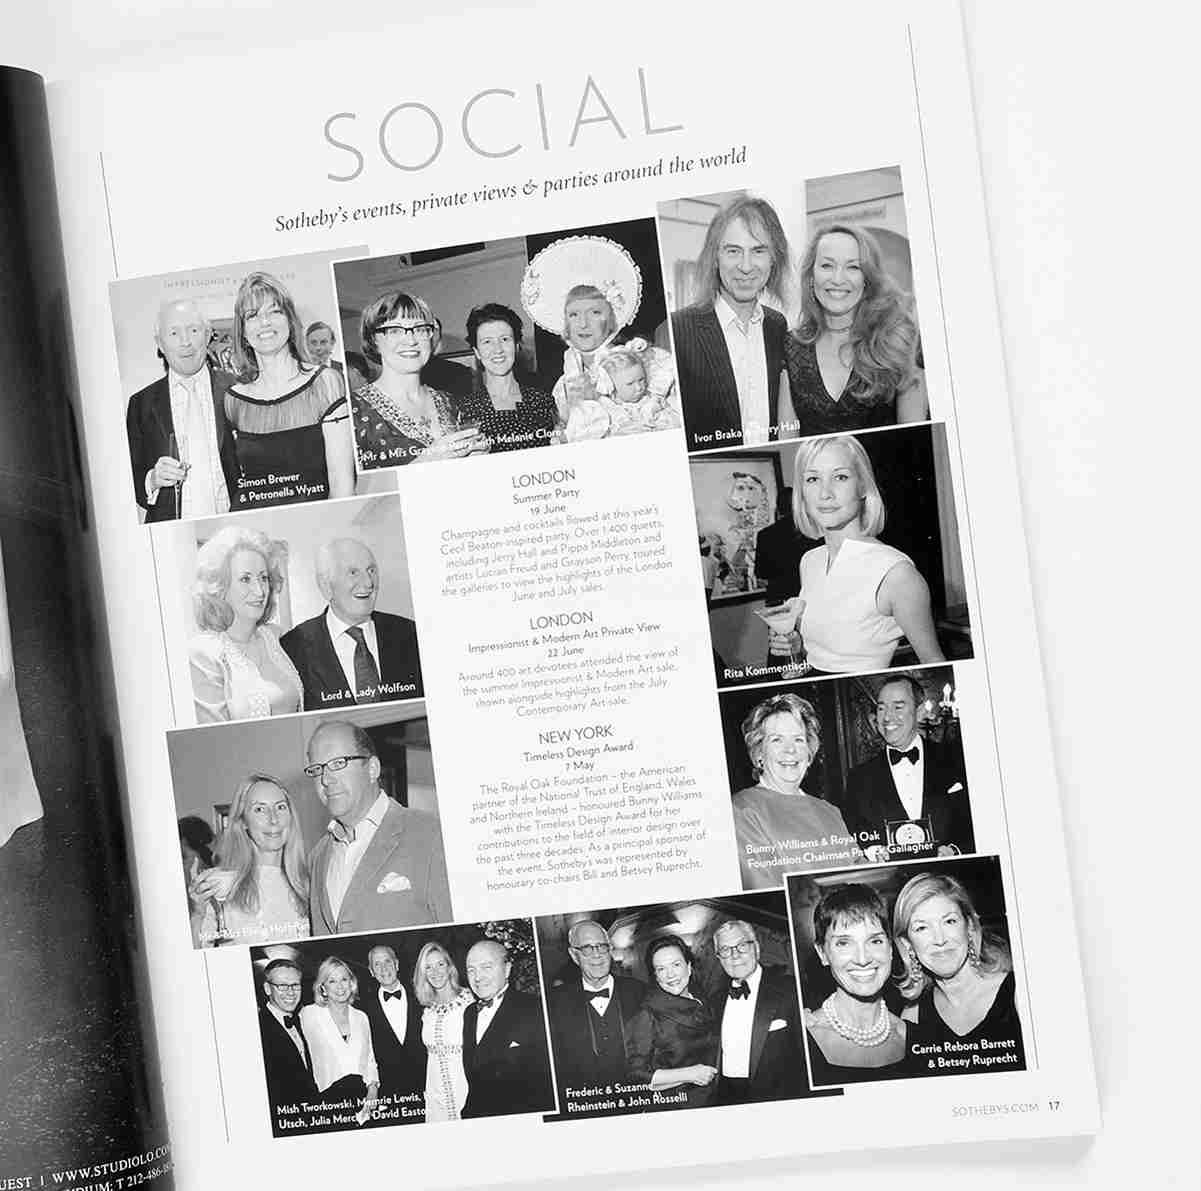 SOCIAL
Sotheby's events, private views & parties around the world
IMPRESSIONIST
Simon Brewer
& Petronella Wyatt
Mr & Mrs Grayson Perry with Melanie Clore
Ivor Braka & Jerry Hall
LONDON
Summer Party
19 June
Champagne and cocktails flowed at this year's
Cecil Beaton-inspired party. Over 1,400 guests,
including Jerry Hall and Pippa Middleton and
artists Lucian Freud and Grayson Perry, toured
the galleries to view the highlights of the London
June and July sales.
LONDON
Impressionist & Modern Art Private View
22 June
Around 400 art devotees attended the view of
the summer Impressionist & Modern Art sale,
shown alongside highlights from the July
Contemporary Art sale.
NEW YORK
Timeless Design Award
7 May
The Royal Oak Foundation – the American
partner of the National Trust of England, Wales
and Northern Ireland – honoured Bunny Williams
with the Timeless Design Award for her
contributions to the field of interior design over
the past three decades. As a principal sponsor of
the event, Sotheby's was represented by
honourary co-chairs Bill and Betsey Ruprecht.
Rita Kommentisch
Lord & Lady Wolfson
Bunny Williams & Royal Oak
Foundation Chairman Patrick Gallagher
Mr & Mrs Philip Hoffman
Mish Tworkowski, Memrie Lewis,
Utsch, Julia & David Easton
Frederic & Suzanne
Rheinstein & John Rosselli
Carrie Rebora Barrett
& Betsey Ruprecht
SOTHEBYS.COM 17
UEST | WWW.STUDIOLO.CO
DIUM: T 212-486-18